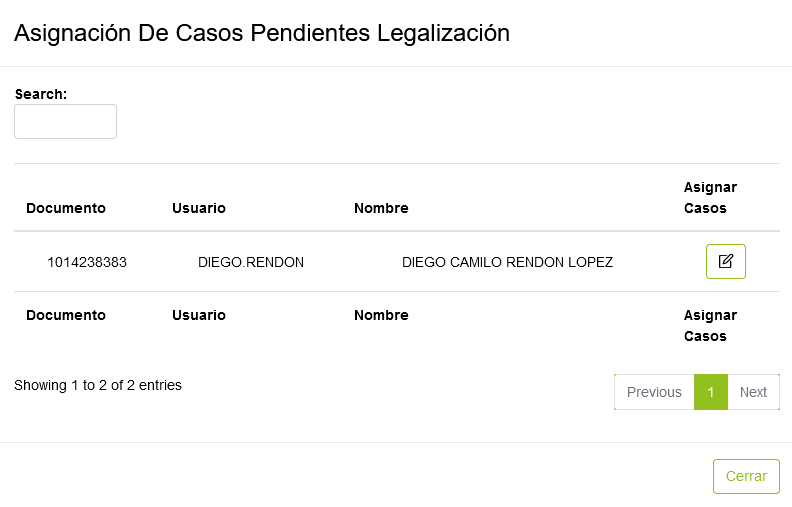 Asignación De Casos Pendientes Legalización
Search:
Documento Usuario Nombre Asignar Casos
1014238383 DIEGO.RENDON DIEGO CAMILO RENDON LOPEZ
Documento Usuario Nombre Asignar Casos
Showing 1 to 2 of 2 entries
Previous 1 Next
Cerrar